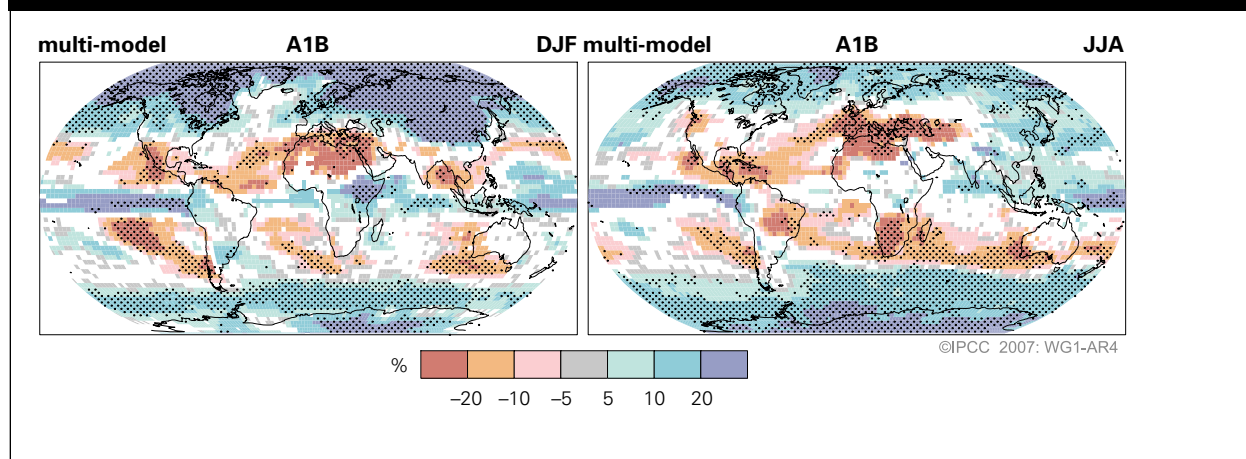 multi-model A1B DJF multi-model A1B JJA
©IPCC 2007: WG1-AR4
%
–20 –10 –5 5 10 20